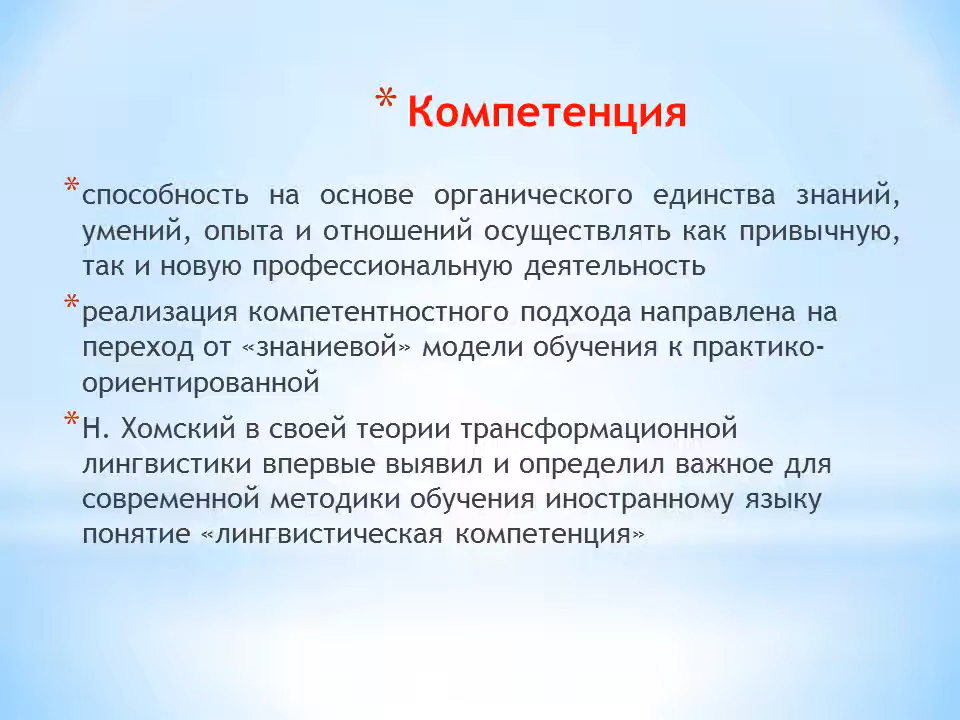 * Компетенция
* способность на основе органического единства знаний,
умений, опыта и отношений осуществлять как привычную,
так и новую профессиональную деятельность
* реализация компетентностного подхода направлена на
переход от «знаниевой» модели обучения к практико-
ориентированной
* Н. Хомский в своей теории трансформационной
лингвистики впервые выявил и определил важное для
современной методики обучения иностранному языку
понятие «лингвистическая компетенция»